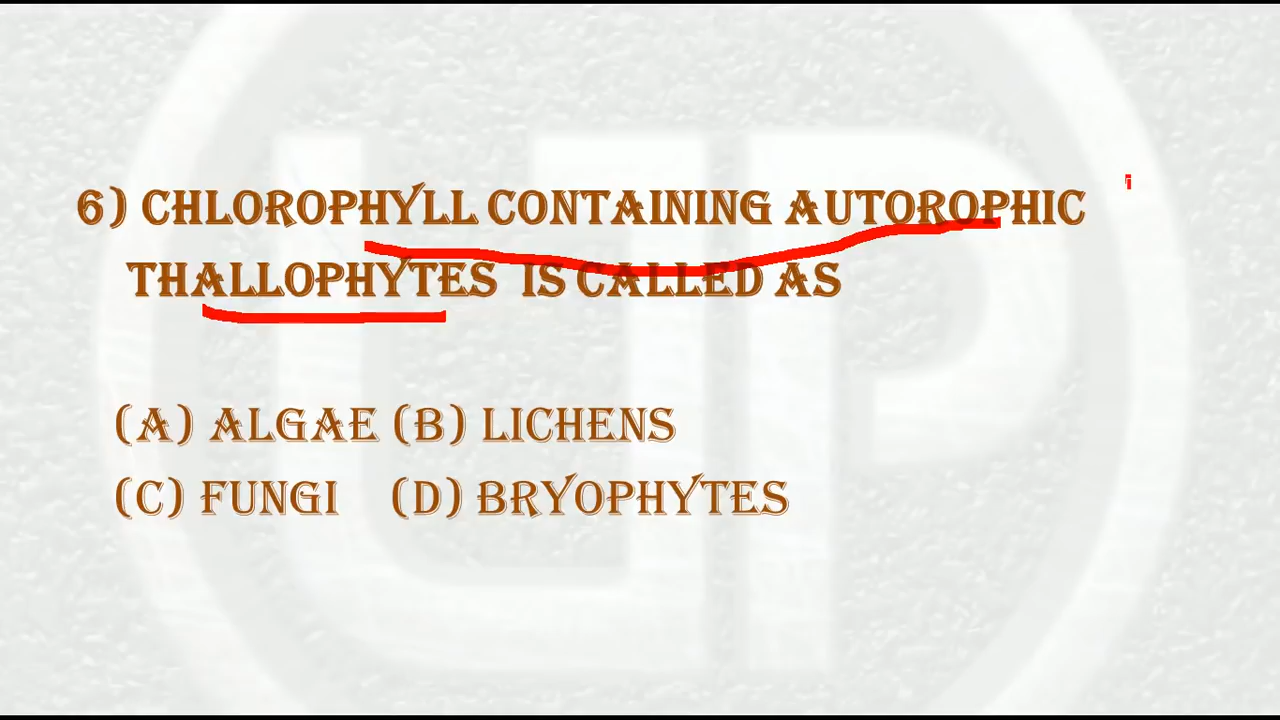 6) CHLOROPHYLL CONTAINING AUTOROPHIC
THALLOPHYTES IS CALLED AS
(A) ALGAE (B) LICHENS
(C) FUNGI (D) BRYOPHYTES